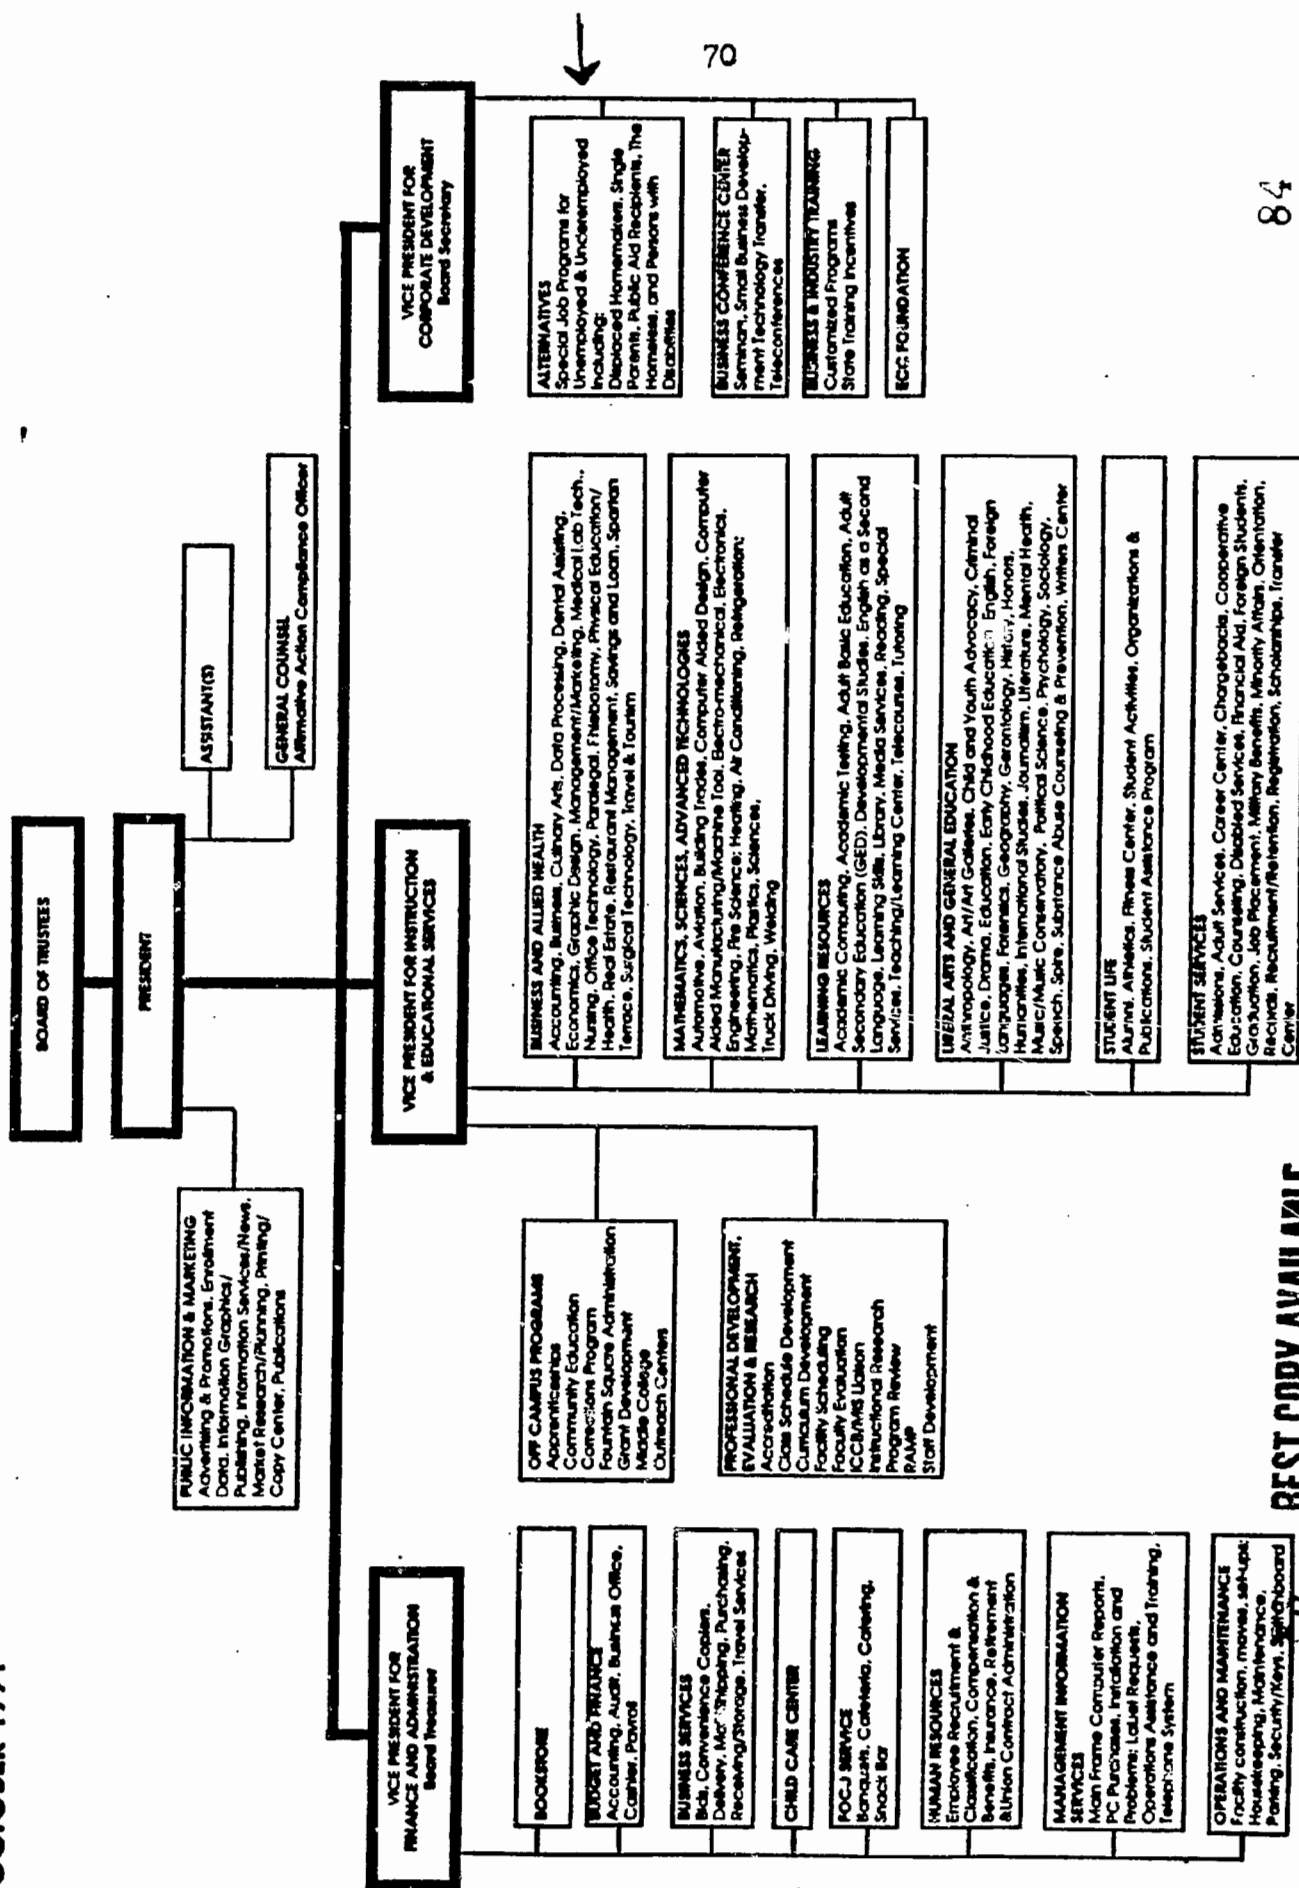 70
BOARD OF TRUSTEES
PRESIDENT
ASSISTANT(S)
GENERAL COUNSEL
Affirmative Action Compliance Officer
PUBLIC INFORMATION & MARKETING
Advertising & Promotions, Enrollment
Data, Information Graphics/
Publishing, Information Services/News,
Market Research/Planning, Printing/
Copy Center, Publications
VICE PRESIDENT FOR
FINANCE AND ADMINISTRATION
Board Treasurer
BOOKSTORE
BUDGET AND FINANCE
Accounting, Audit, Business Office,
Cashier, Payroll
BUSINESS SERVICES
Bids, Convenience Copiers,
Delivery, Shipping, Purchasing,
Receiving/Storage, Travel Services
CHILD CARE CENTER
SERVICE
Banquets, Cafeteria, Catering,
Snack Bar
HUMAN RESOURCES
Employee Recruitment &
Classification, Compensation &
Benefits, Insurance, Retirement
& Union Contract Administration
MANAGEMENT INFORMATION
SERVICES
Main Frame Computer Reports,
PC Purchases, Installation and
Problems; Label Requests,
Operations Assistance and Training,
Telephone System
OPERATIONS AND MAINTENANCE
Facility construction, moves, set-ups;
Housekeeping, Maintenance,
Parking, Security/Keys, Switchboard
VICE PRESIDENT FOR INSTRUCTION
& EDUCATIONAL SERVICES
OFF CAMPUS PROGRAMS
Apprenticeships
Community Education
Corrections Program
Fountain Square Administration
Grant Development
Middle College
Outreach Centers
PROFESSIONAL DEVELOPMENT,
EVALUATION & RESEARCH
Accreditation
Class Schedule Development
Curriculum Development
Facility Scheduling
Faculty Evaluation
ICCB/MIS Liaison
Instructional Research
Program Review
RAMP
Staff Development
BUSINESS AND ALLIED HEALTH
Accounting, Business, Culinary Arts, Data Processing, Dental Assisting,
Economics, Graphic Design, Management/Marketing, Medical Lab Tech.,
Nursing, Office Technology, Paralegal, Phlebotomy, Physical Education/
Health, Real Estate, Restaurant Management, Savings and Loan, Spartan
Terrace, Surgical Technology, Travel & Tourism
MATHEMATICS, SCIENCES, ADVANCED TECHNOLOGIES
Automotive, Aviation, Building Trades, Computer Aided Design, Computer
Aided Manufacturing/Machine Tool, Electro-mechanical, Electronics,
Engineering, Fire Science; Heating, Air Conditioning, Refrigeration;
Mathematics, Plastics, Sciences,
Truck Driving, Welding
LEARNING RESOURCES
Academic Computing, Academic Testing, Adult Basic Education, Adult
Secondary Education (GED), Developmental Studies, English as a Second
Language, Learning Skills, Library, Media Services, Reading, Special
Services, Teaching/Learning Center, Telecourses, Tutoring
LIBERAL ARTS AND GENERAL EDUCATION
Anthropology, Art/Art Galleries, Child and Youth Advocacy, Criminal
Justice, Drama, Education, Early Childhood Education, English, Foreign
Languages, Forensics, Geography, Gerontology, History, Honors,
Humanities, International Studies, Journalism, Literature, Mental Health,
Music/Music Conservatory, Political Science, Psychology, Sociology,
Speech, Spire, Substance Abuse Counseling & Prevention, Writers Center
STUDENT LIFE
Alumni, Athletics, Fitness Center, Student Activities, Organizations &
Publications, Student Assistance Program
STUDENT SERVICES
Admissions, Adult Services, Career Center, Chargebacks, Cooperative
Education, Counseling, Disabled Services, Financial Aid, Foreign Students,
Graduation, Job Placement, Military Benefits, Minority Affairs, Orientation,
Records, Recruitment/Retention, Registration, Scholarships, Transfer
Center
VICE PRESIDENT FOR
CORPORATE DEVELOPMENT
Board Secretary
ALTERNATIVES
Special Job Programs for
Unemployed & Underemployed
Including:
Displaced Homemakers, Single
Parents, Public Aid Recipients, The
Homeless, and Persons with
Disabilities
BUSINESS CONFERENCE CENTER
Seminars, Small Business Develop-
ment Technology Transfer,
Teleconferences
BUSINESS & INDUSTRY TRAINING
Customized Programs
State Training Incentives
ECC FOUNDATION
BEST COPY AVAILABLE
84